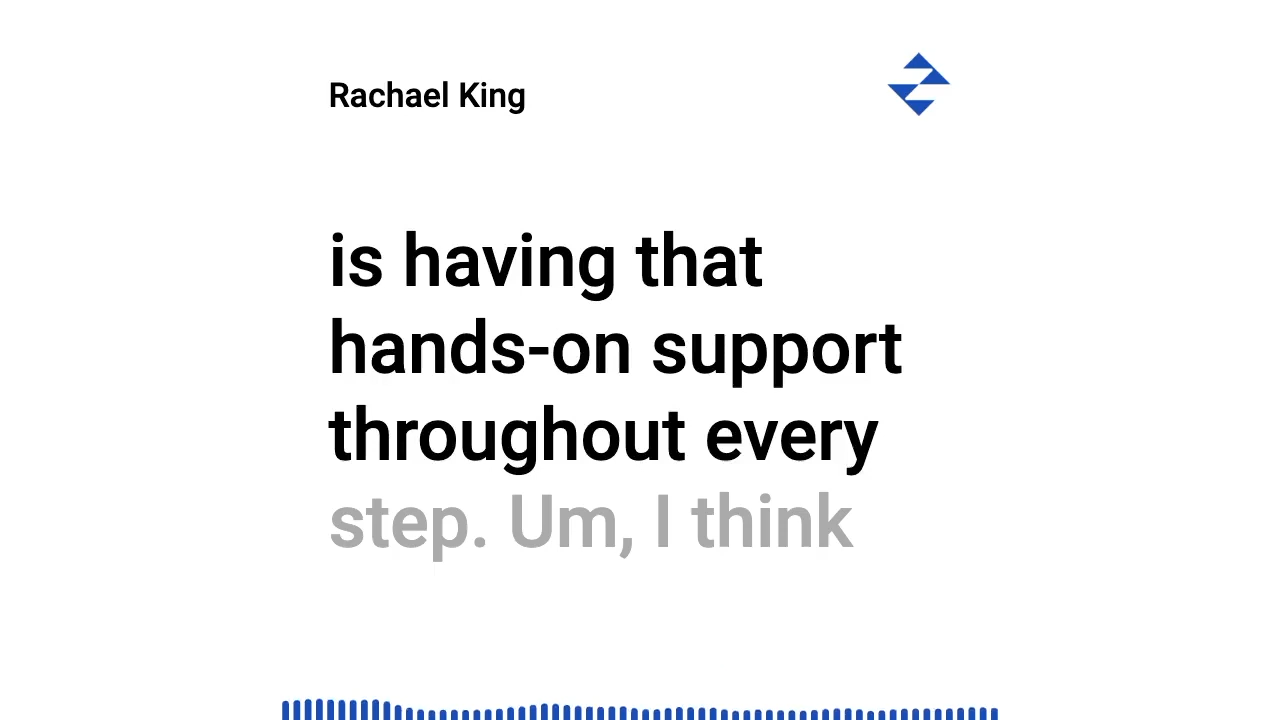 Rachael King
is having that
hands-on support
throughout every
step. Um, I think